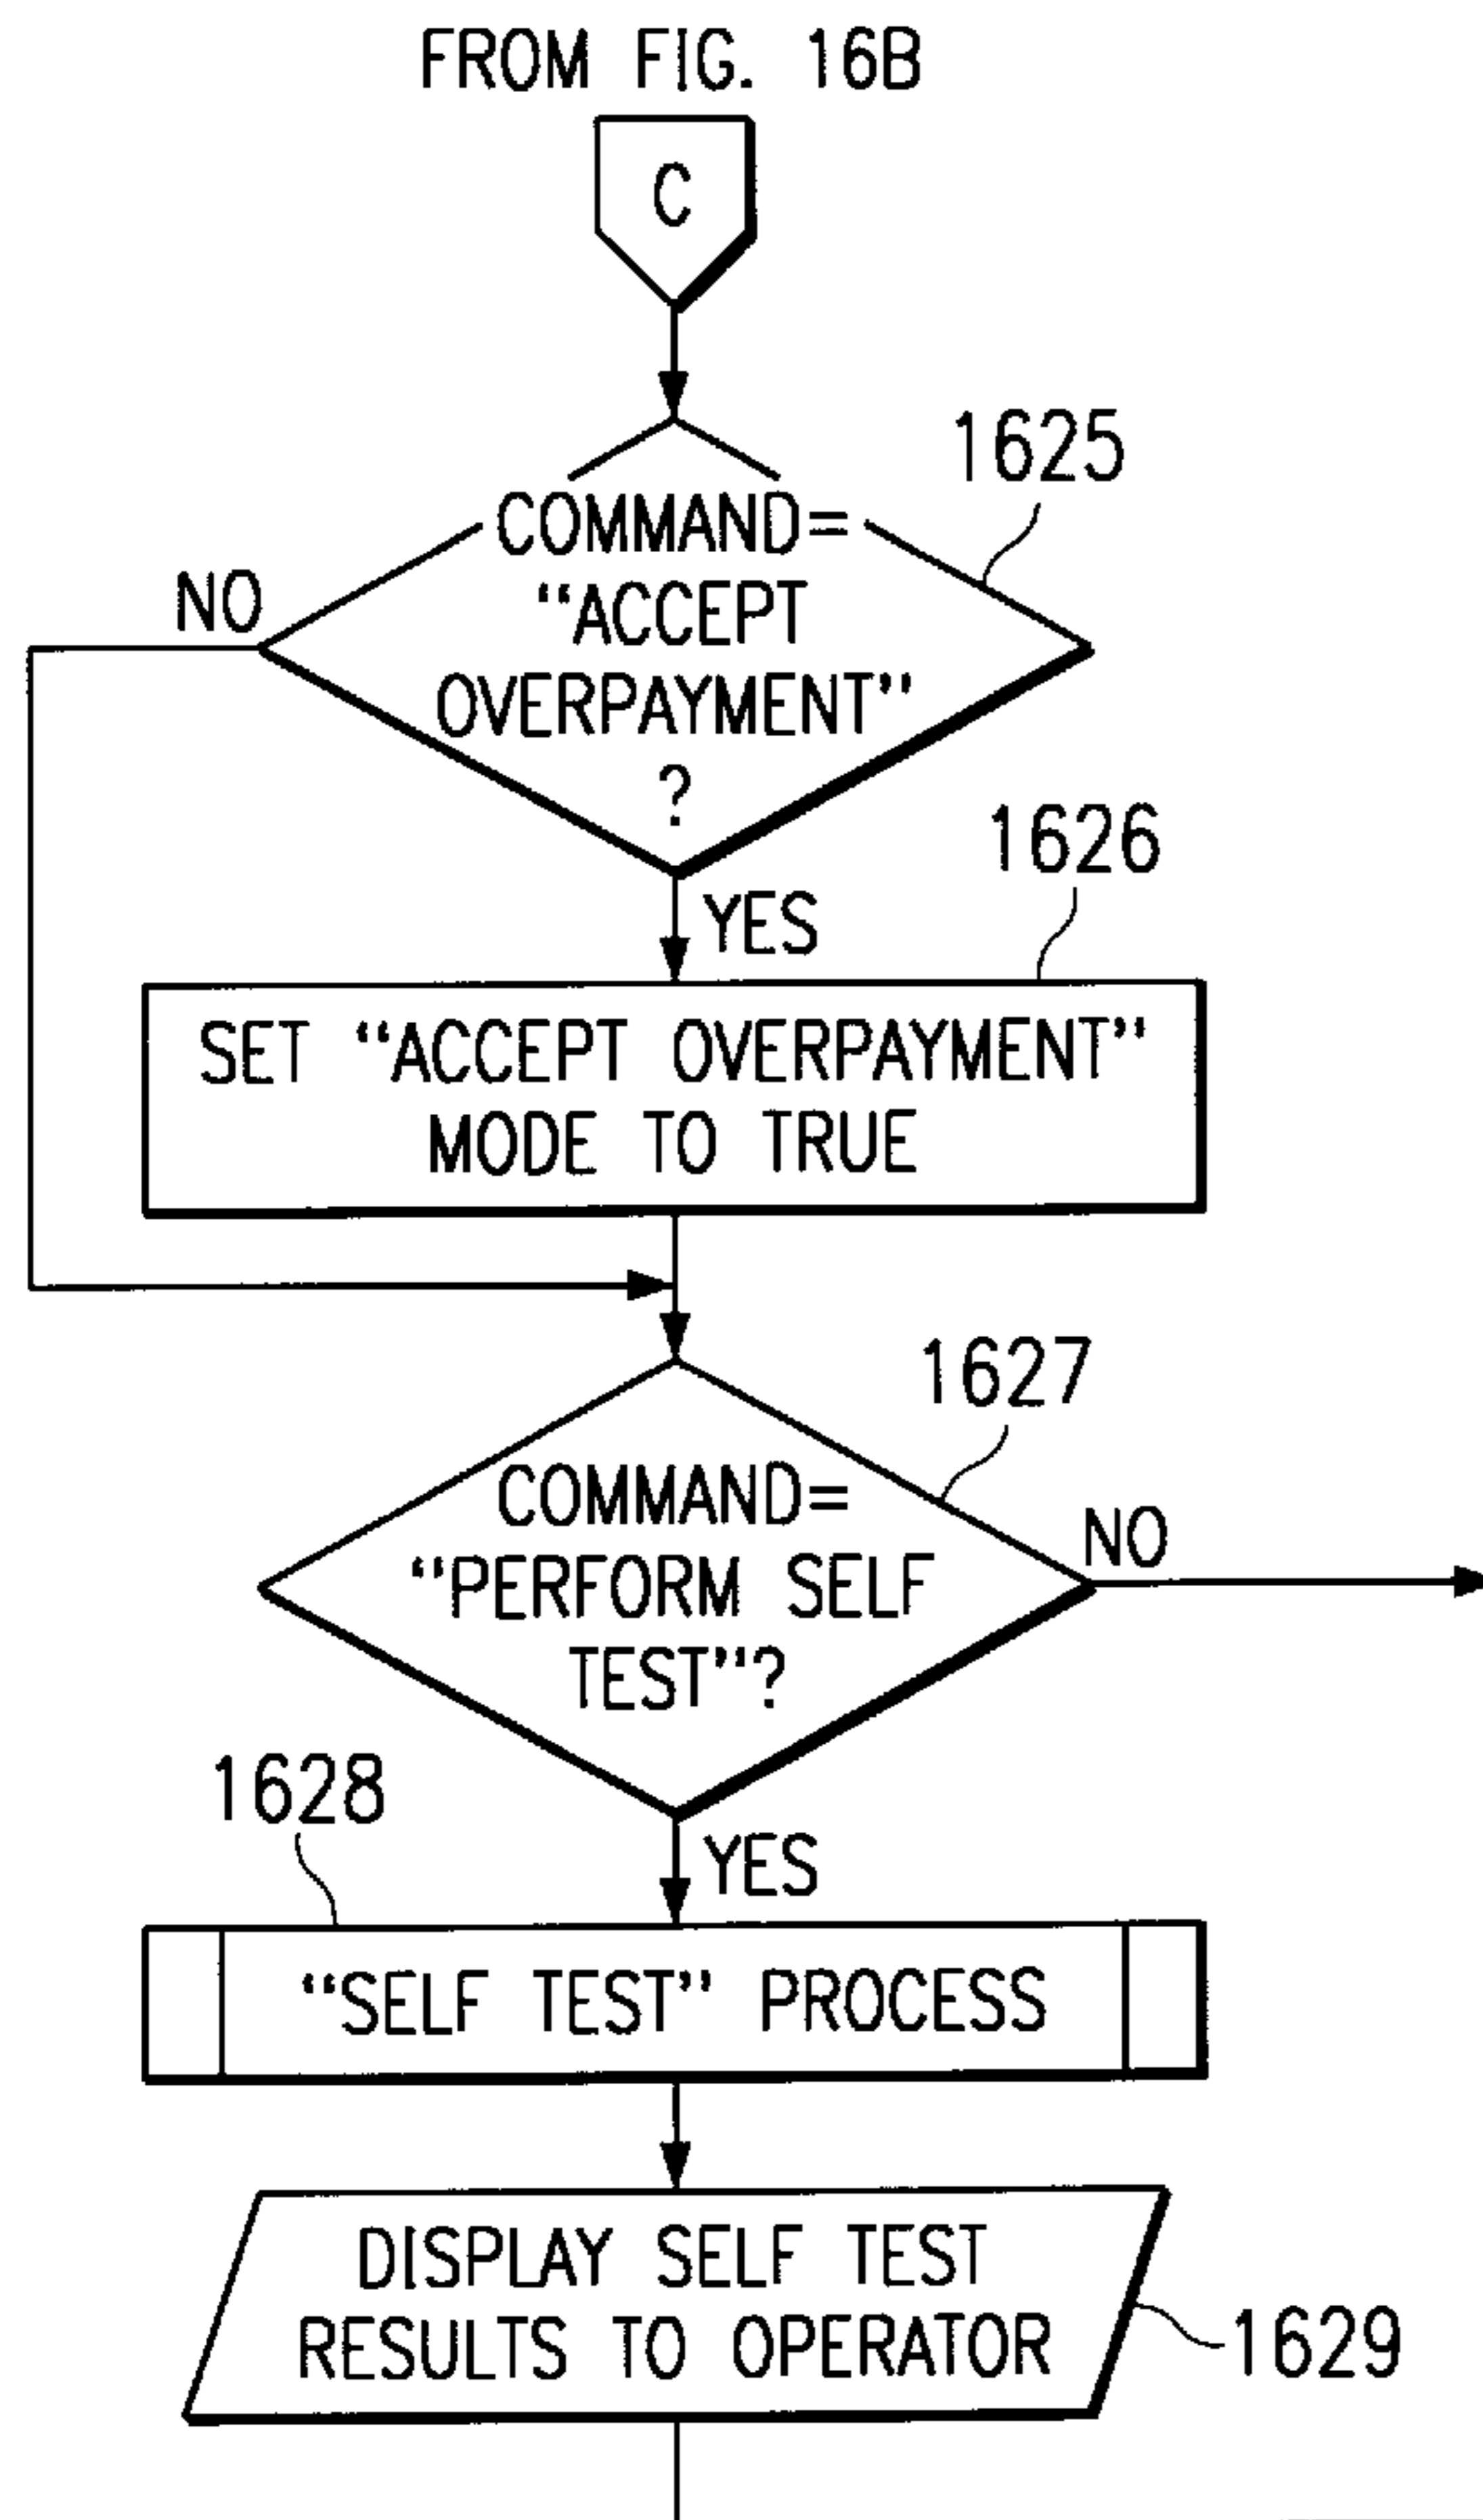 FROM FIG. 16B
C
1625
COMMAND=
“ACCEPT
OVERPAYMENT”
?
NO
YES
1626
SET “ACCEPT OVERPAYMENT”
MODE TO TRUE
1627
COMMAND=
“PERFORM SELF
TEST”?
NO
YES
1628
“SELF TEST” PROCESS
DISPLAY SELF TEST
RESULTS TO OPERATOR
1629